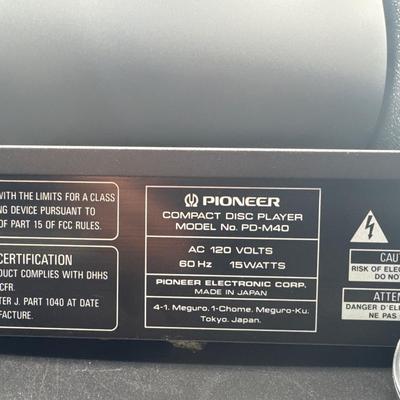 WITH THE LIMITS FOR A CLASS
NG DEVICE PURSUANT TO
OF PART 15 OF FCC RULES.
CERTIFICATION
DUCT COMPLIES WITH DHHS
CFR.
TER J. PART 1040 AT DATE
FACTURE.
PIONEER
COMPACT DISC PLAYER
MODEL No. PD-M40
AC 120 VOLTS
60 Hz 15WATTS
PIONEER ELECTRONIC CORP.
MADE IN JAPAN
4-1. Meguro. 1-Chome. Meguro-Ku.
Tokyo. Japan.
CAU
RISK OF ELEC
DO NOT
ATTEN
DANGER D'ELE
NE PAS